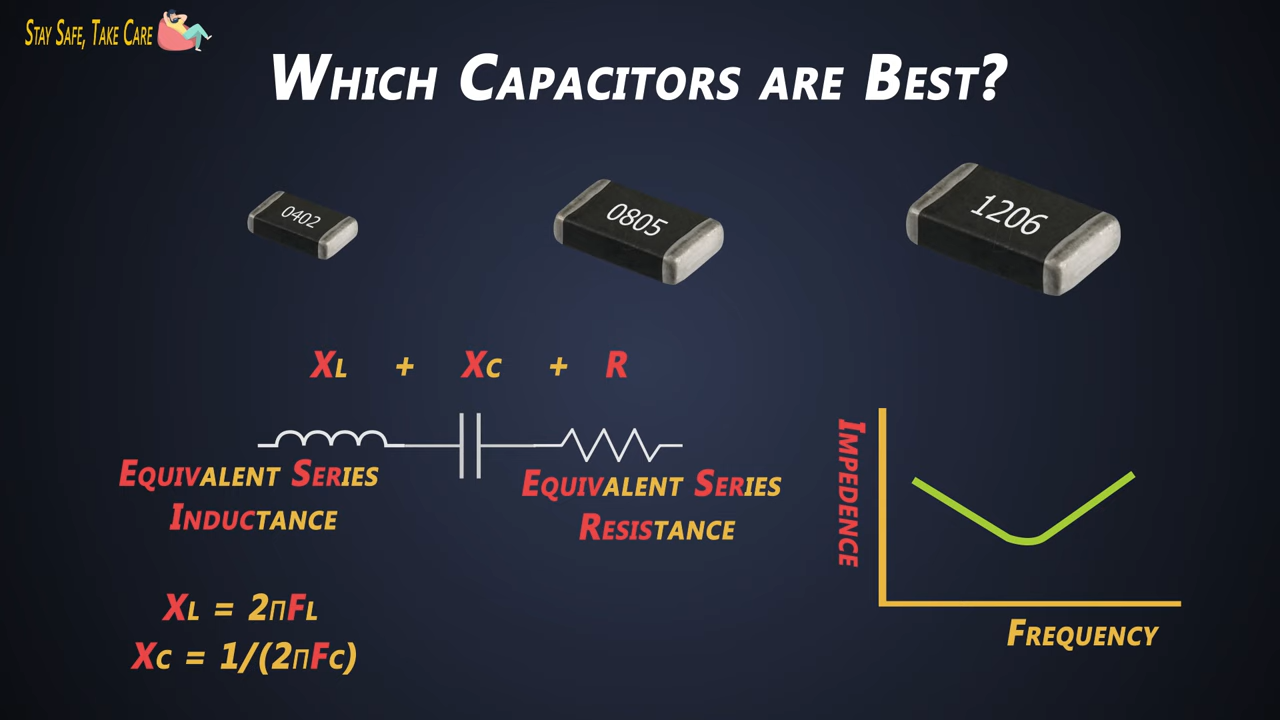 Stay Safe, Take Care
Which Capacitors are Best?
0402
0805
1206
XL + XC + R
Equivalent Series
Inductance
Equivalent Series
Resistance
Impedence
Frequency
XL = 2πFL
XC = 1/(2πFC)